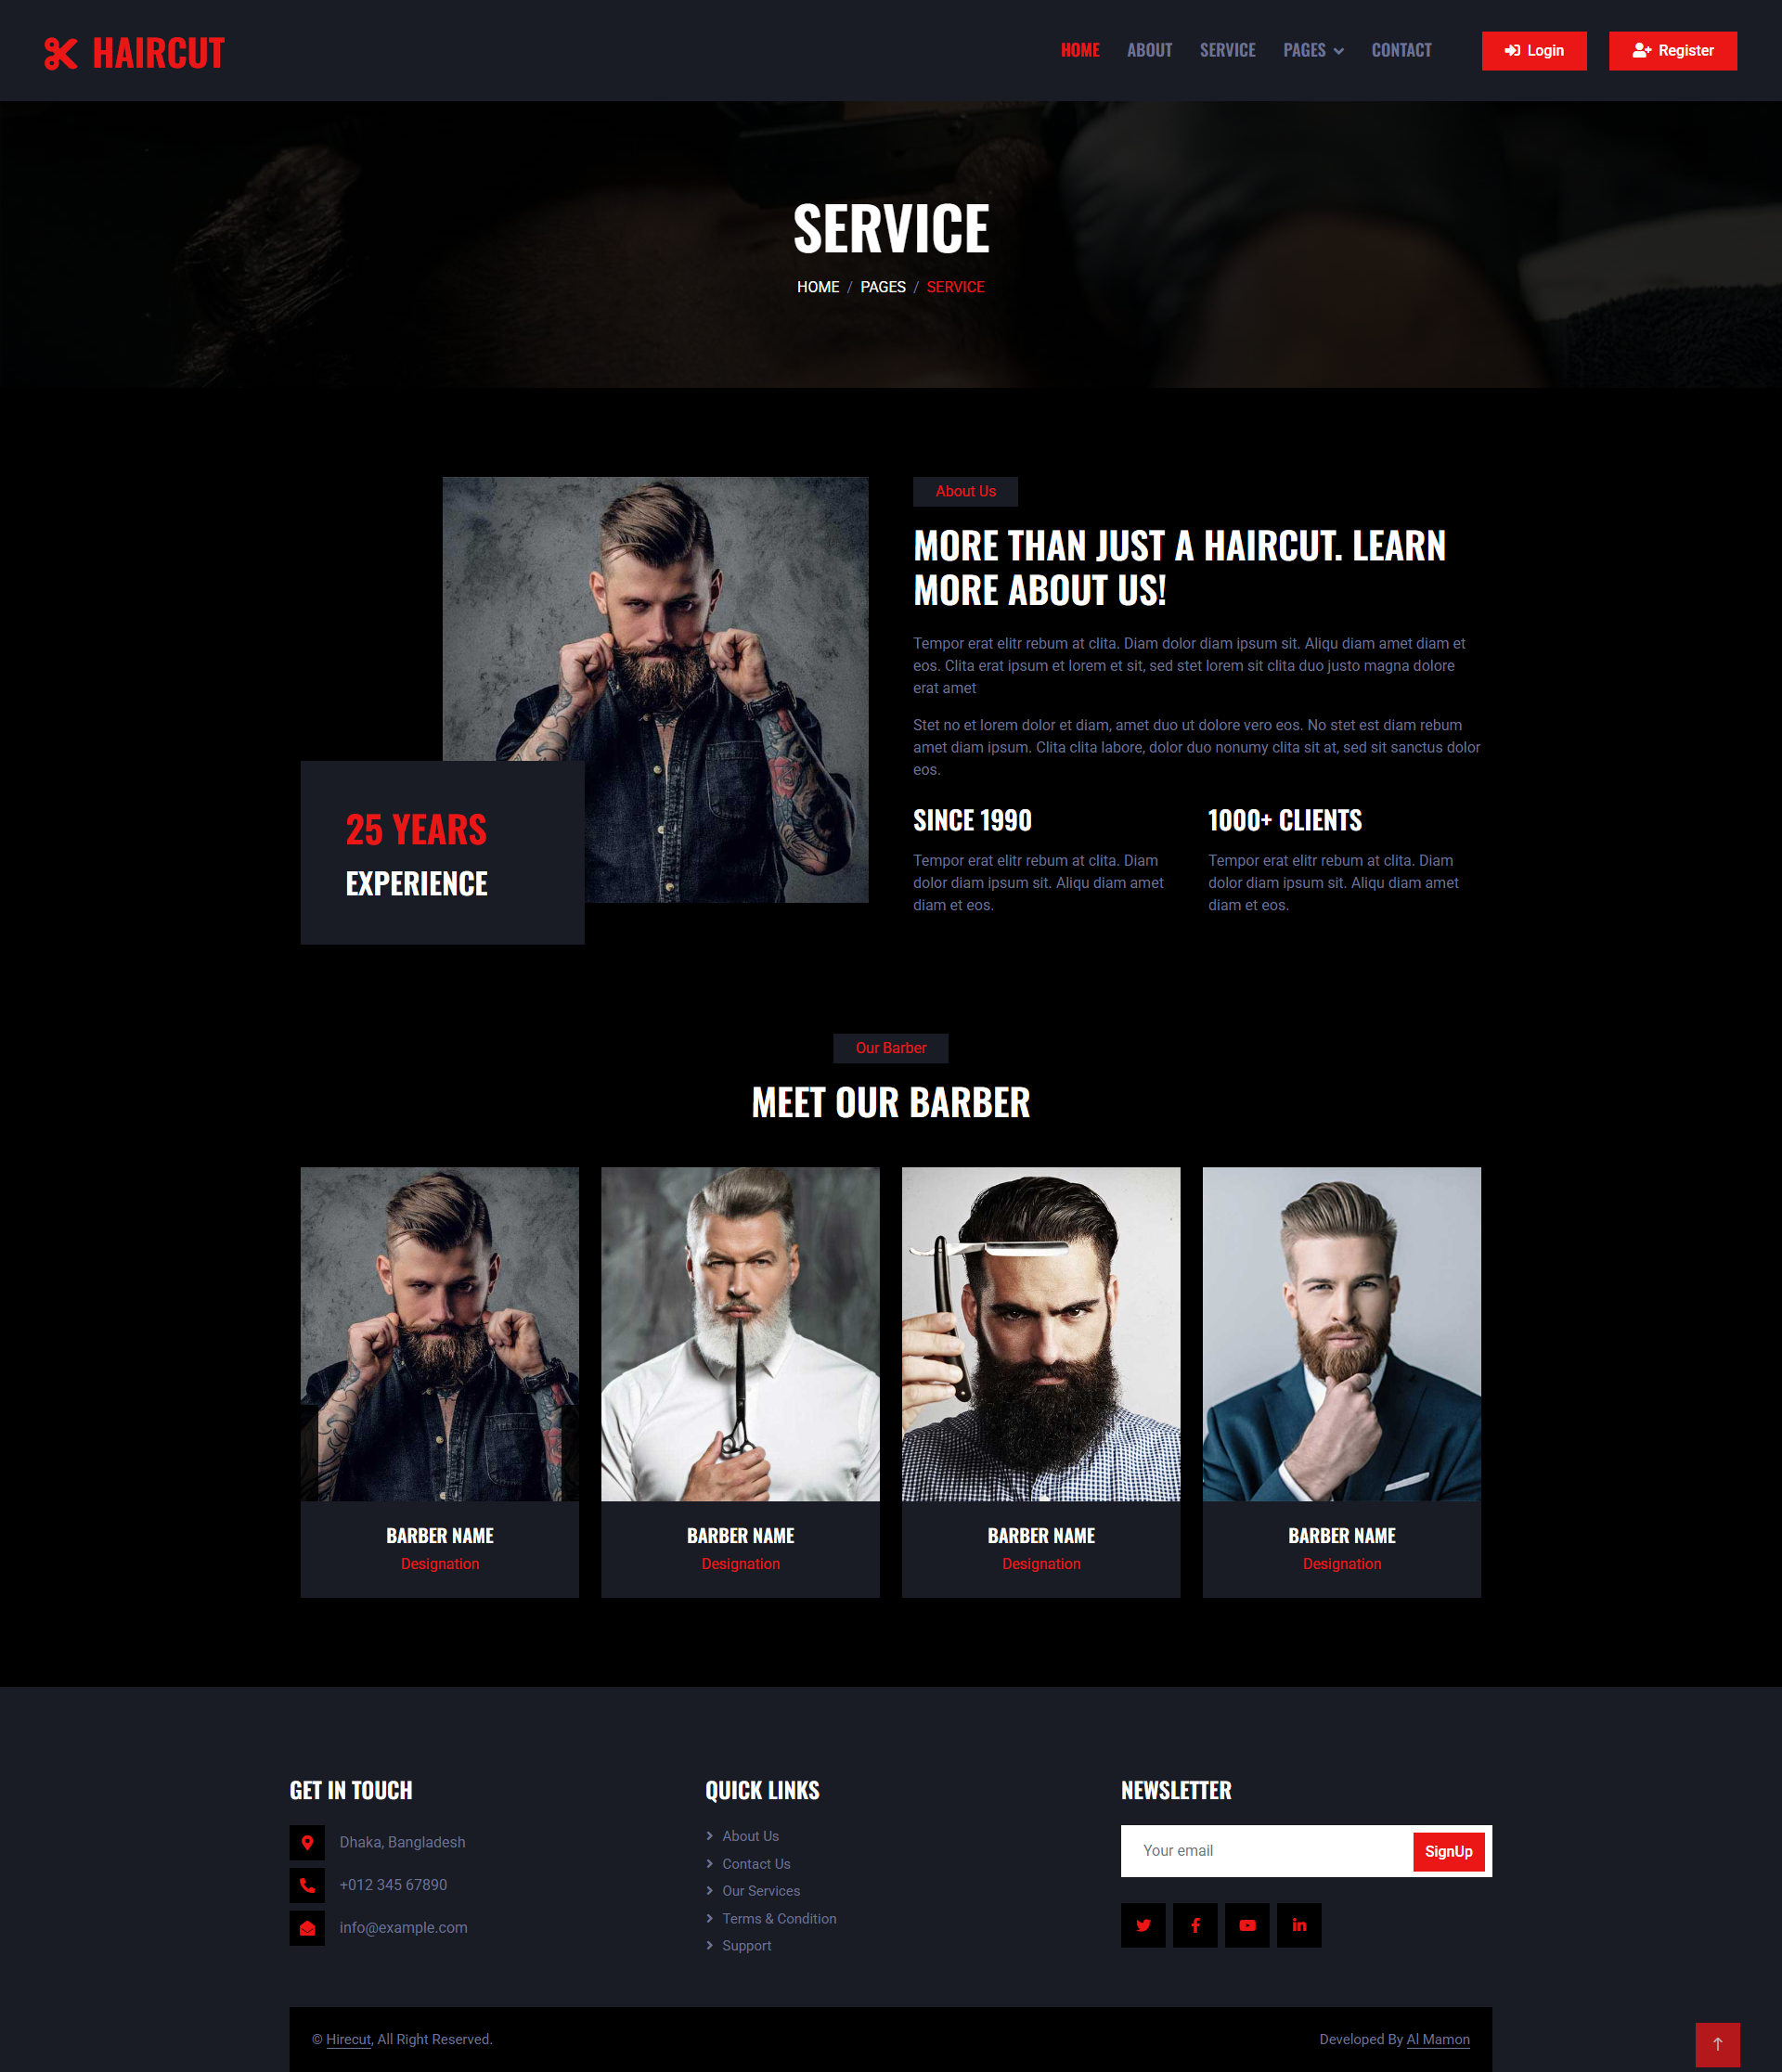 HAIRCUT
HOME ABOUT SERVICE PAGES CONTACT Login Register
SERVICE
HOME / PAGES / SERVICE
About Us
MORE THAN JUST A HAIRCUT. LEARN
MORE ABOUT US!
Tempor erat elitr rebum at clita. Diam dolor diam ipsum sit. Aliqu diam amet diam et
eos. Clita erat ipsum et lorem et sit, sed stet lorem sit clita duo justo magna dolore
erat amet
Stet no et lorem dolor et diam, amet duo ut dolore vero eos. No stet est diam rebum
amet diam ipsum. Clita clita labore, dolor duo nonumy clita sit at, sed sit sanctus dolor
eos.
25 YEARS
EXPERIENCE
SINCE 1990
Tempor erat elitr rebum at clita. Diam
dolor diam ipsum sit. Aliqu diam amet
diam et eos.
1000+ CLIENTS
Tempor erat elitr rebum at clita. Diam
dolor diam ipsum sit. Aliqu diam amet
diam et eos.
Our Barber
MEET OUR BARBER
BARBER NAME
Designation
BARBER NAME
Designation
BARBER NAME
Designation
BARBER NAME
Designation
GET IN TOUCH
Dhaka, Bangladesh
+012 345 67890
info@example.com
QUICK LINKS
About Us
Contact Us
Our Services
Terms & Condition
Support
NEWSLETTER
Your email SignUp
© Hirecut, All Right Reserved.
Developed By Al Mamon